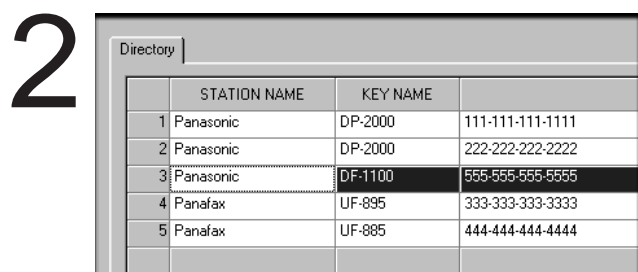 2
Directory
STATION NAME KEY NAME
1 Panasonic DP-2000 111-111-111-1111
2 Panasonic DP-2000 222-222-222-2222
3 Panasonic DF-1100 555-555-555-5555
4 Panafax UF-895 333-333-333-3333
5 Panafax UF-885 444-444-444-4444